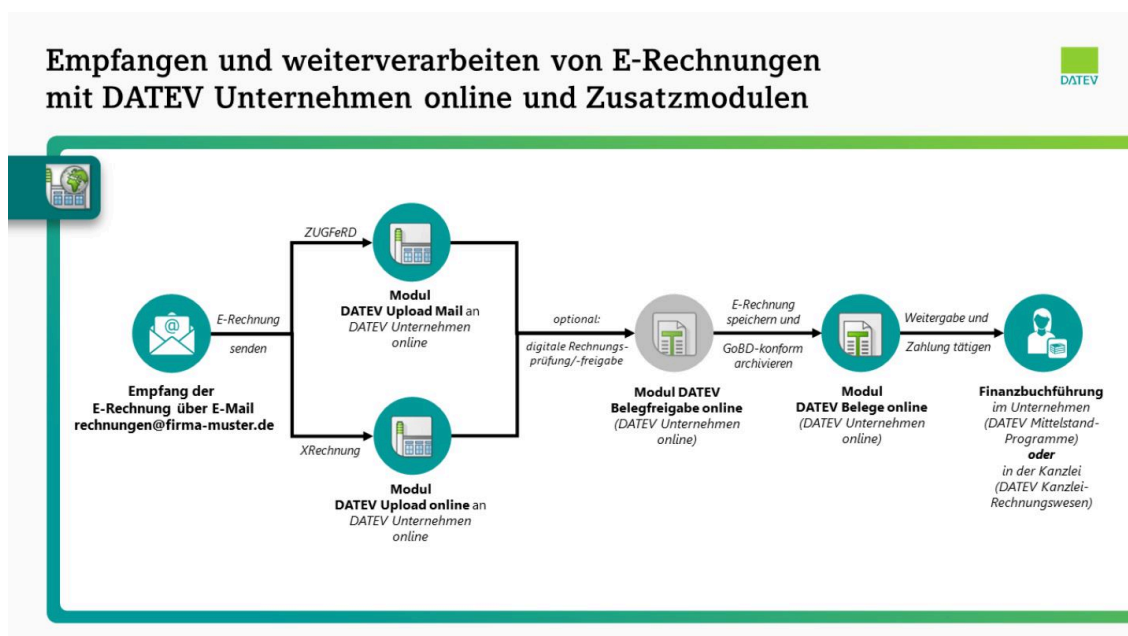 Empfangen und weiterverarbeiten von E-Rechnungen
mit DATEV Unternehmen online und Zusatzmodulen
DATEV
E-Rechnung
senden
Empfang der
E-Rechnung über E-Mail
rechnungen@firma-muster.de
ZUGFeRD
Modul
DATEV Upload Mail an
DATEV Unternehmen
online
XRechnung
Modul
DATEV Upload online an
DATEV Unternehmen
online
optional:
digitale Rechnungs-
prüfung/-freigabe
Modul DATEV
Belegfreigabe online
(DATEV Unternehmen
online)
E-Rechnung
speichern und
GoBD-konform
archivieren
Modul
DATEV Belege online
(DATEV Unternehmen
online)
Weitergabe und
Zahlung tätigen
Finanzbuchführung
im Unternehmen
(DATEV Mittelstand-
Programme)
oder
in der Kanzlei
(DATEV Kanzlei-
Rechnungswesen)